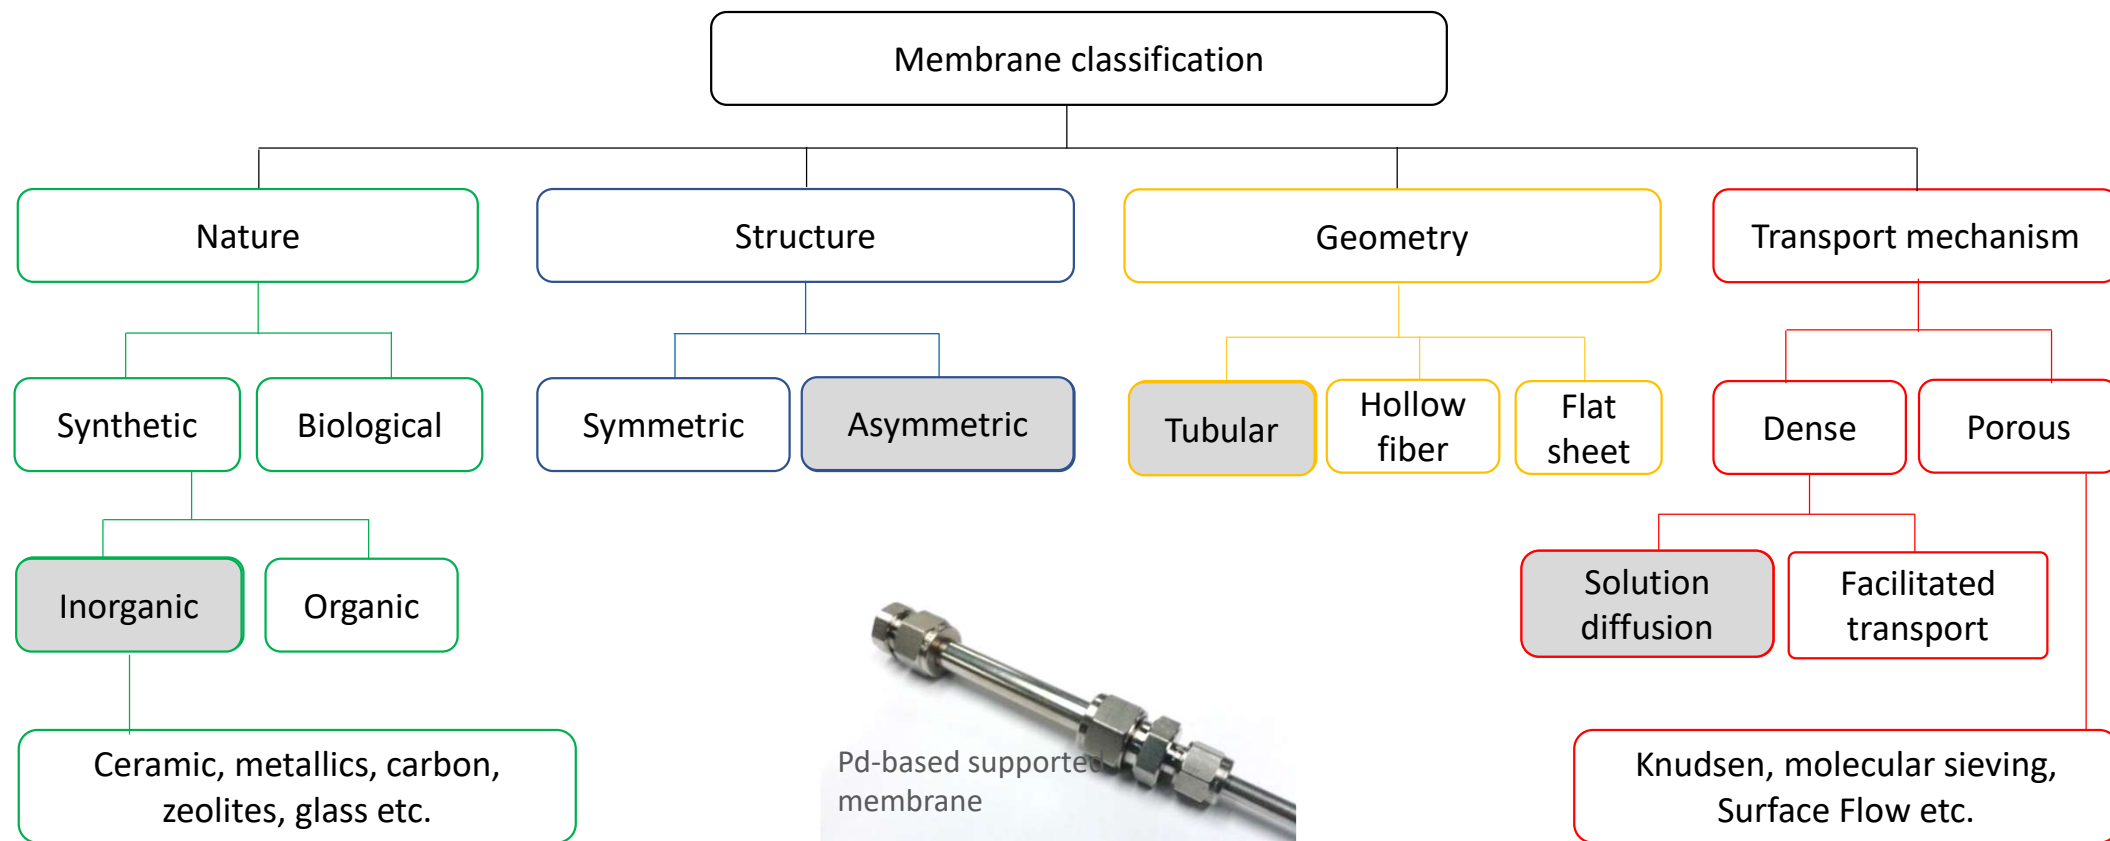 Membrane classification
Nature
Structure
Geometry
Transport mechanism
Synthetic
Biological
Symmetric
Asymmetric
Tubular
Hollow
fiber
Flat
sheet
Dense
Porous
Inorganic
Organic
Solution
diffusion
Facilitated
transport
Ceramic, metallics, carbon,
zeolites, glass etc.
Pd-based supported
membrane
Knudsen, molecular sieving,
Surface Flow etc.